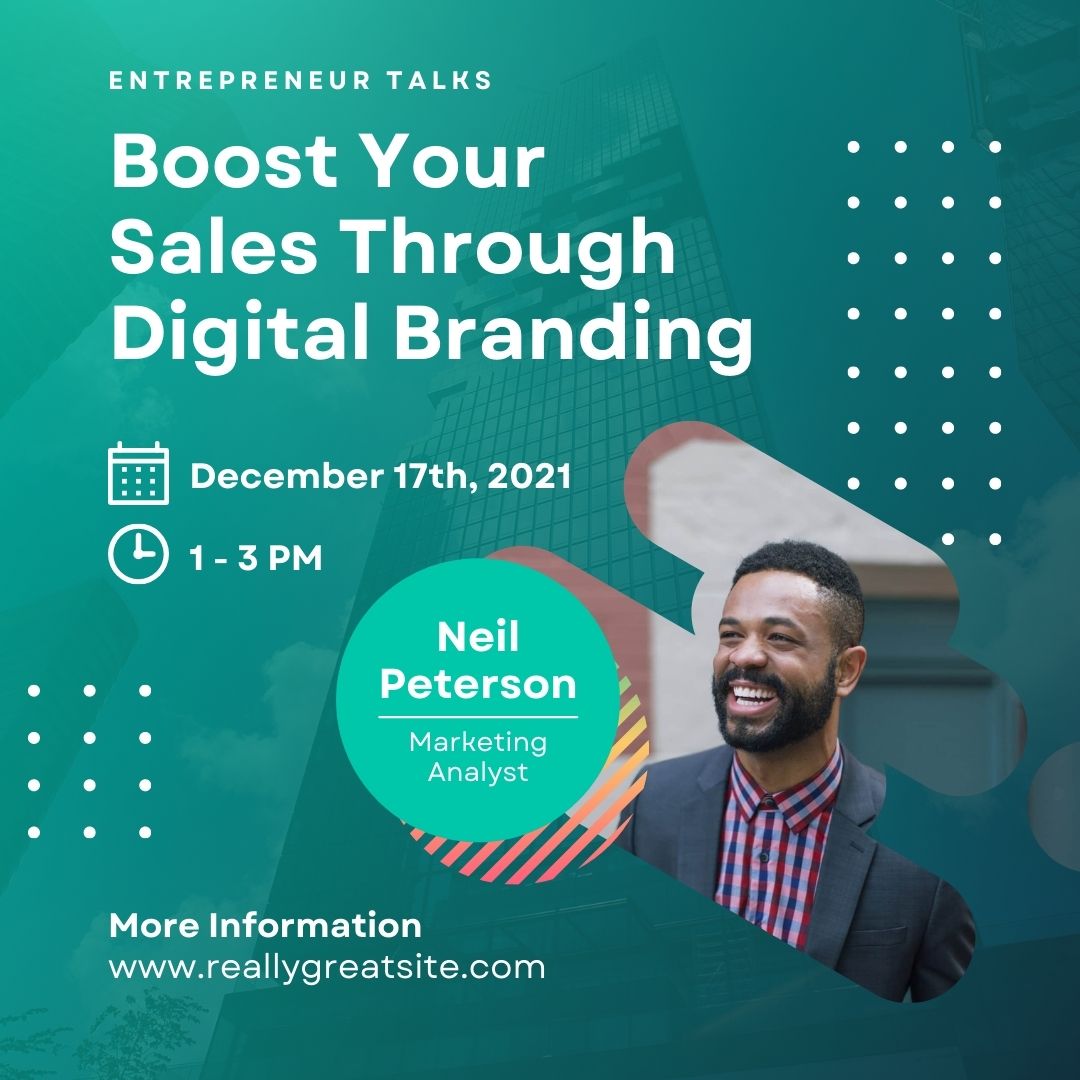 ENTREPRENEUR TALKS
Boost Your
Sales Through
Digital Branding
December 17th, 2021
1 - 3 PM
Neil
Peterson
Marketing
Analyst
More Information
www.reallygreatsite.com